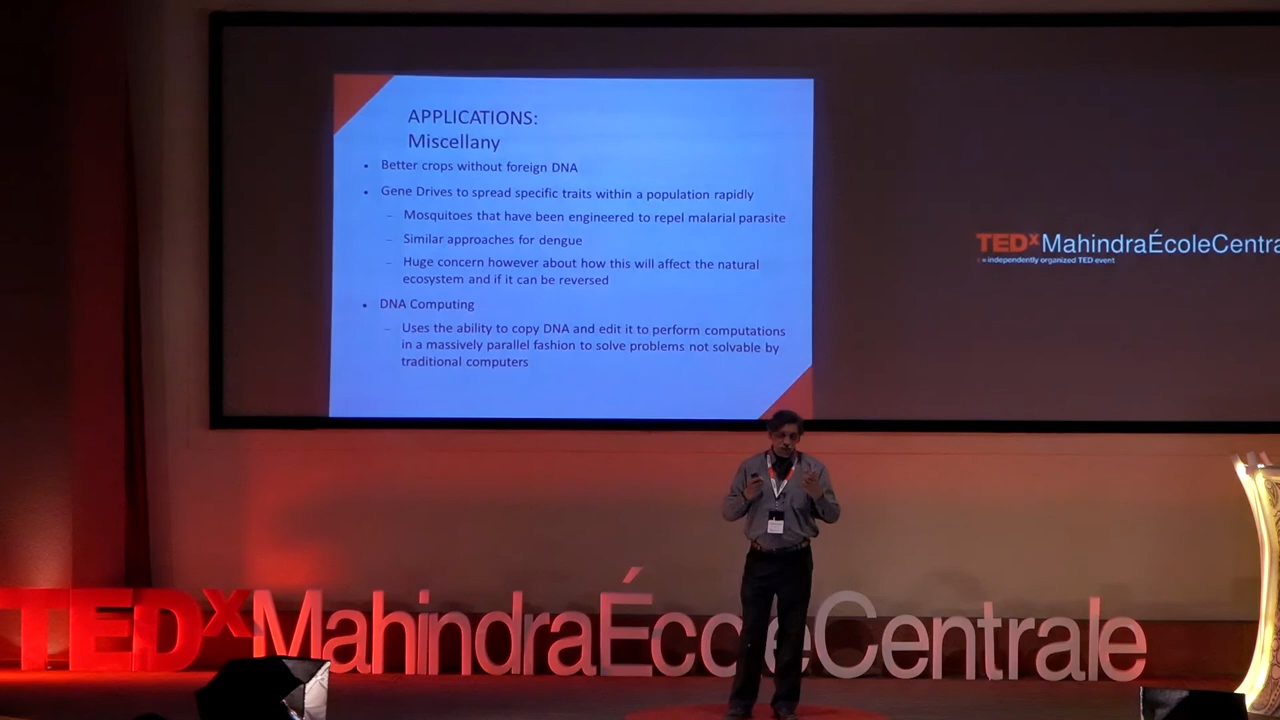 APPLICATIONS:
Miscellany
• Better crops without foreign DNA
• Gene Drives to spread specific traits within a population rapidly
– Mosquitoes that have been engineered to repel malarial parasite
– Similar approaches for dengue
– Huge concern however about how this will affect the natural
ecosystem and if it can be reversed
• DNA Computing
– Uses the ability to copy DNA and edit it to perform computations
in a massively parallel fashion to solve problems not solvable by
traditional computers
TEDxMahindraÉcoleCentra
independently organized TED event
TEDxMahindraÉcoleCentrale